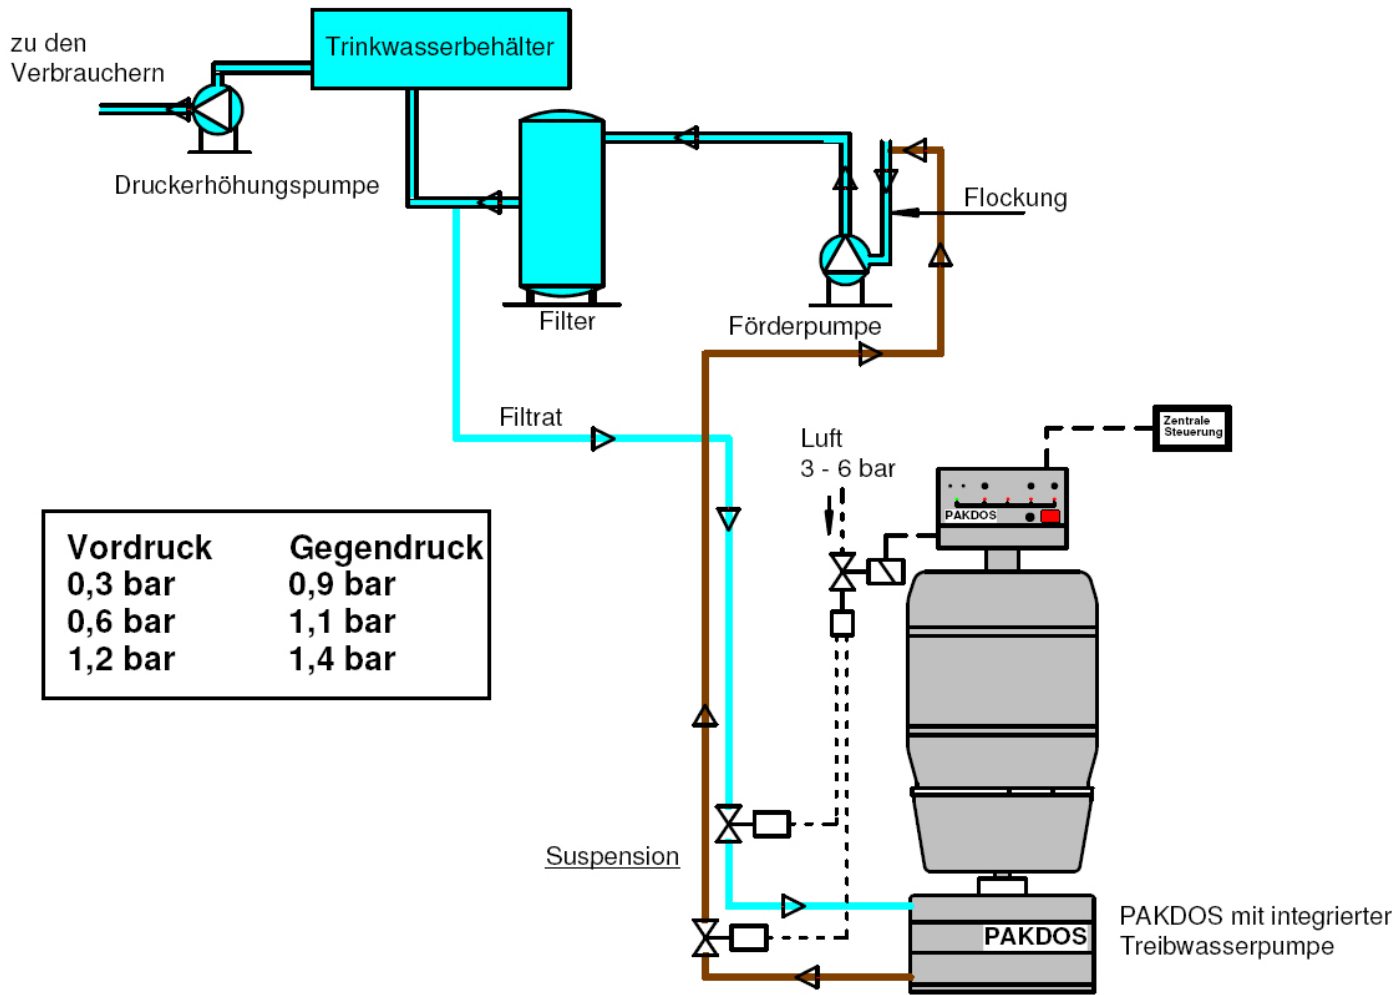 zu den
Verbrauchern
Trinkwasserbehälter
Druckerhöhungspumpe
Flockung
Filter
Förderpumpe
Filtrat
Luft
3 - 6 bar
Zentrale
Steuerung
PAKDOS
Vordruck Gegendruck
0,3 bar 0,9 bar
0,6 bar 1,1 bar
1,2 bar 1,4 bar
Suspension
PAKDOS
PAKDOS mit integrierter
Treibwasserpumpe